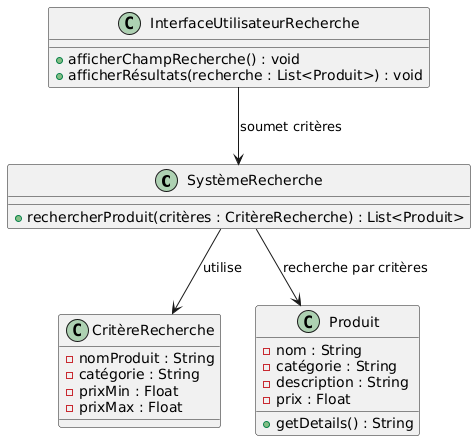 C InterfaceUtilisateurRecherche
afficherChampRecherche() : void
afficherRésultats(recherche : List<Produit>) : void
soumet critères
C SystèmeRecherche
rechercherProduit(critères : CritèreRecherche) : List<Produit>
utilise
recherche par critères
C CritèreRecherche
nomProduit : String
catégorie : String
prixMin : Float
prixMax : Float
C Produit
nom : String
catégorie : String
description : String
prix : Float
getDetails() : String